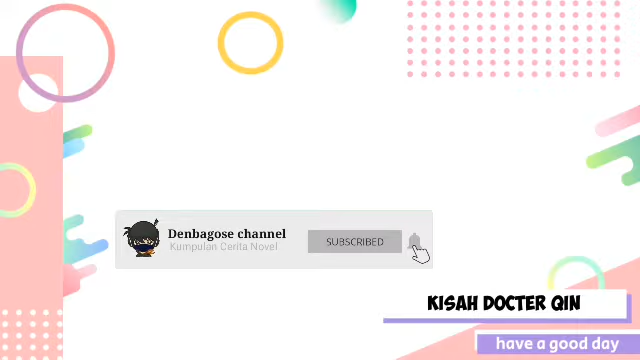 Denbagose channel
Kumpulan Cerita Novel
SUBSCRIBED
KISAH DOCTER QIN
have a good day